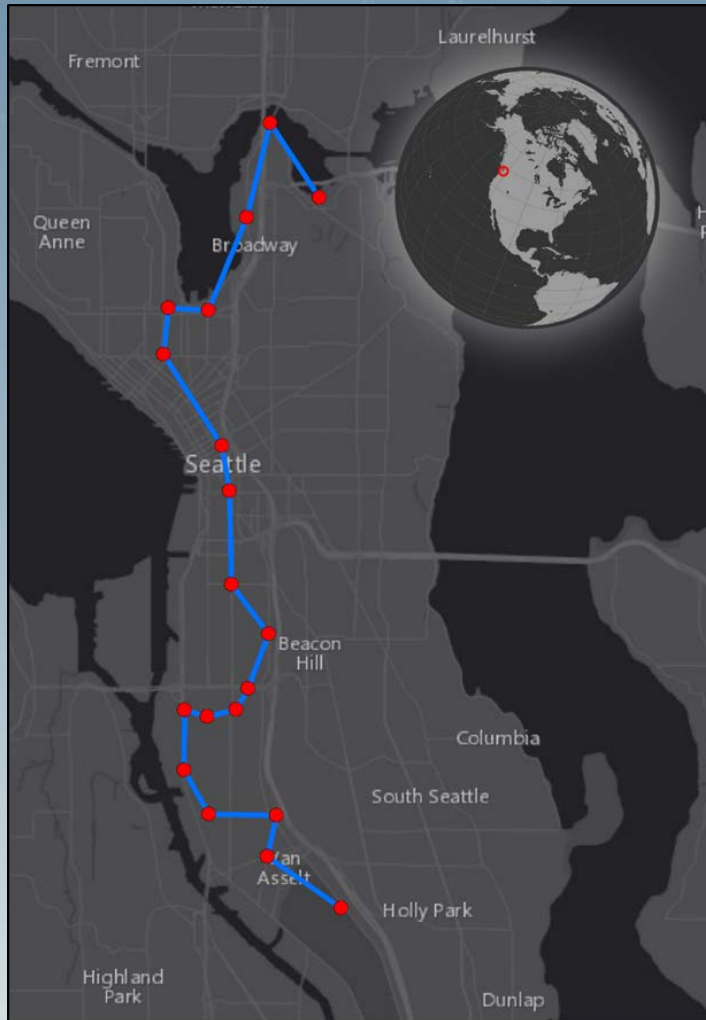 Laurelhurst
Fremont
Queen
Anne
Broadway
Seattle
Beacon
Hill
Columbia
South Seattle
Van
Asselt
Holly Park
Highland
Park
Dunlap